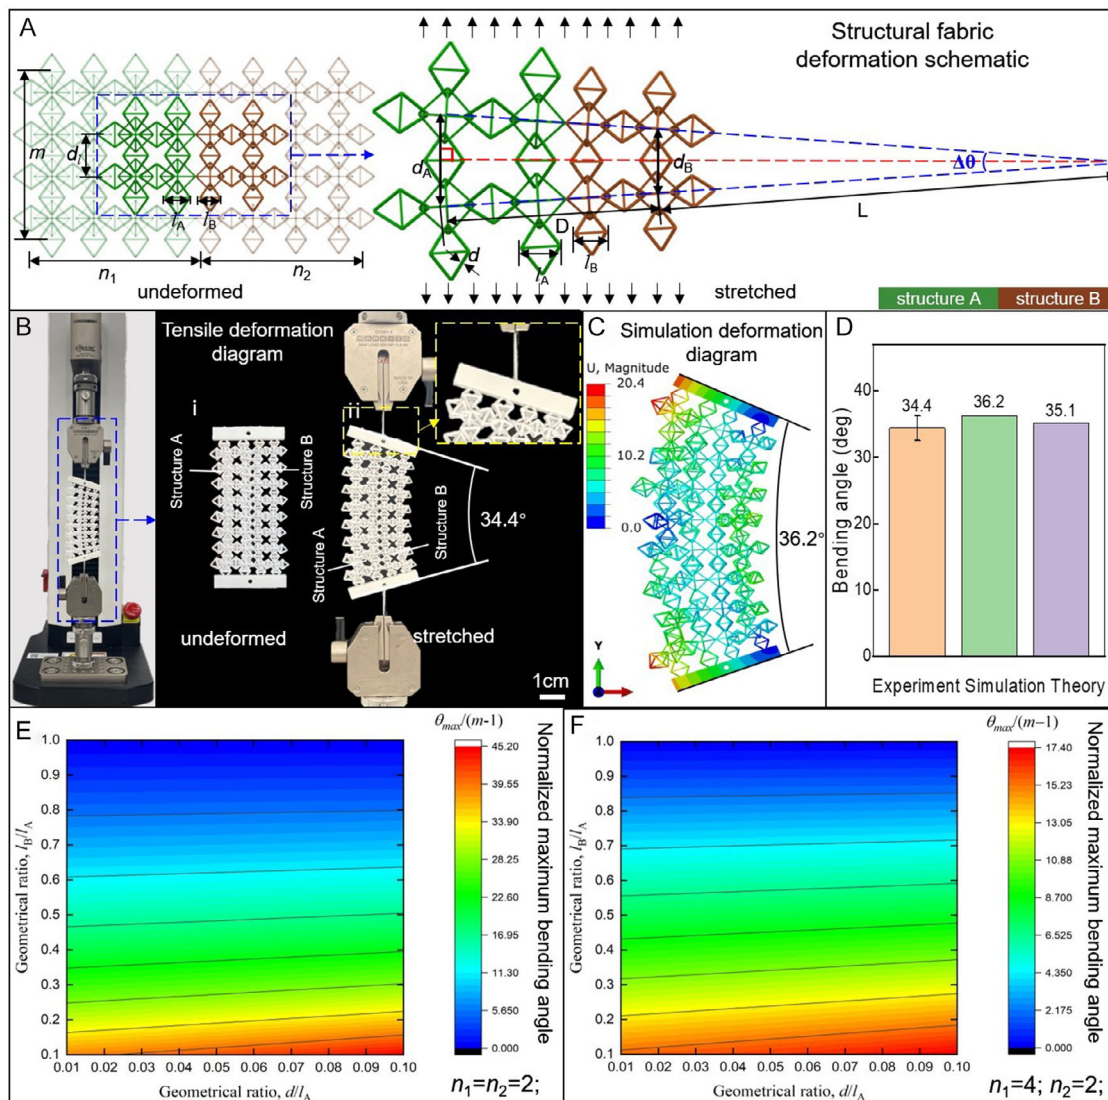 A
Structural fabric
deformation schematic
m
dᵢ
l_A
l_B
n₁
n₂
undeformed
d_A
d_B
Δθ
D
L
d
l_A
l_B
stretched
structure A
structure B
B
Tensile deformation
diagram
i
ii
Structure A
Structure B
Structure A
Structure B
34.4°
undeformed
stretched
1cm
C
Simulation deformation
diagram
U, Magnitude
20.4
10.2
0.0
36.2°
Y
D
Bending angle (deg)
40
30
20
10
0
34.4
36.2
35.1
Experiment Simulation Theory
E
θmax/(m-1)
1.0
0.9
0.8
0.7
0.6
0.5
0.4
0.3
0.2
0.1
0.01 0.02 0.03 0.04 0.05 0.06 0.07 0.08 0.09 0.10
Geometrical ratio, l_B/l_A
Geometrical ratio, d/l_A
45.20
39.55
33.90
28.25
22.60
16.95
11.30
5.650
0.000
Normalized maximum bending angle
n₁=n₂=2;
F
θmax/(m–1)
1.0
0.9
0.8
0.7
0.6
0.5
0.4
0.3
0.2
0.1
0.01 0.02 0.03 0.04 0.05 0.06 0.07 0.08 0.09 0.10
Geometrical ratio, l_B/l_A
Geometrical ratio, d/l_A
17.40
15.23
13.05
10.88
8.700
6.525
4.350
2.175
0.000
Normalized maximum bending angle
n₁=4; n₂=2;